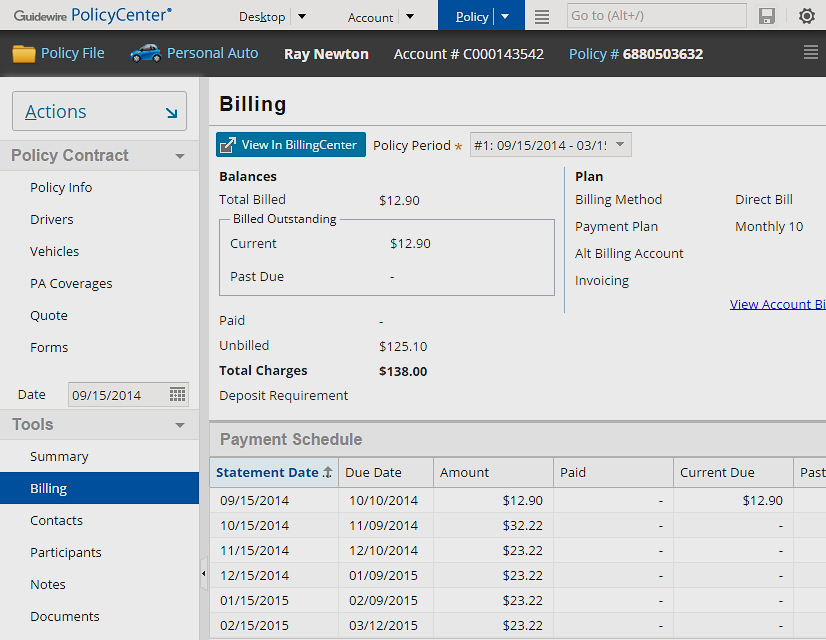 Guidewire PolicyCenter® Desktop Account Policy Go to (Alt+/)
Policy File Personal Auto Ray Newton Account # C000143542 Policy # 6880503632
Actions
Policy Contract
Policy Info
Drivers
Vehicles
PA Coverages
Quote
Forms
Date 09/15/2014
Tools
Summary
Billing
Contacts
Participants
Notes
Documents
Billing
View In BillingCenter Policy Period * #1: 09/15/2014 - 03/1
Balances
Total Billed $12.90
Billed Outstanding
Current $12.90
Past Due -
Paid -
Unbilled $125.10
Total Charges $138.00
Deposit Requirement
Plan
Billing Method Direct Bill
Payment Plan Monthly 10
Alt Billing Account
Invoicing
View Account Bi
Payment Schedule
Statement Date Due Date Amount Paid Current Due Past
09/15/2014 10/10/2014 $12.90 - $12.90
10/15/2014 11/09/2014 $32.22 - -
11/15/2014 12/10/2014 $23.22 - -
12/15/2014 01/09/2015 $23.22 - -
01/15/2015 02/09/2015 $23.22 - -
02/15/2015 03/12/2015 $23.22 - -